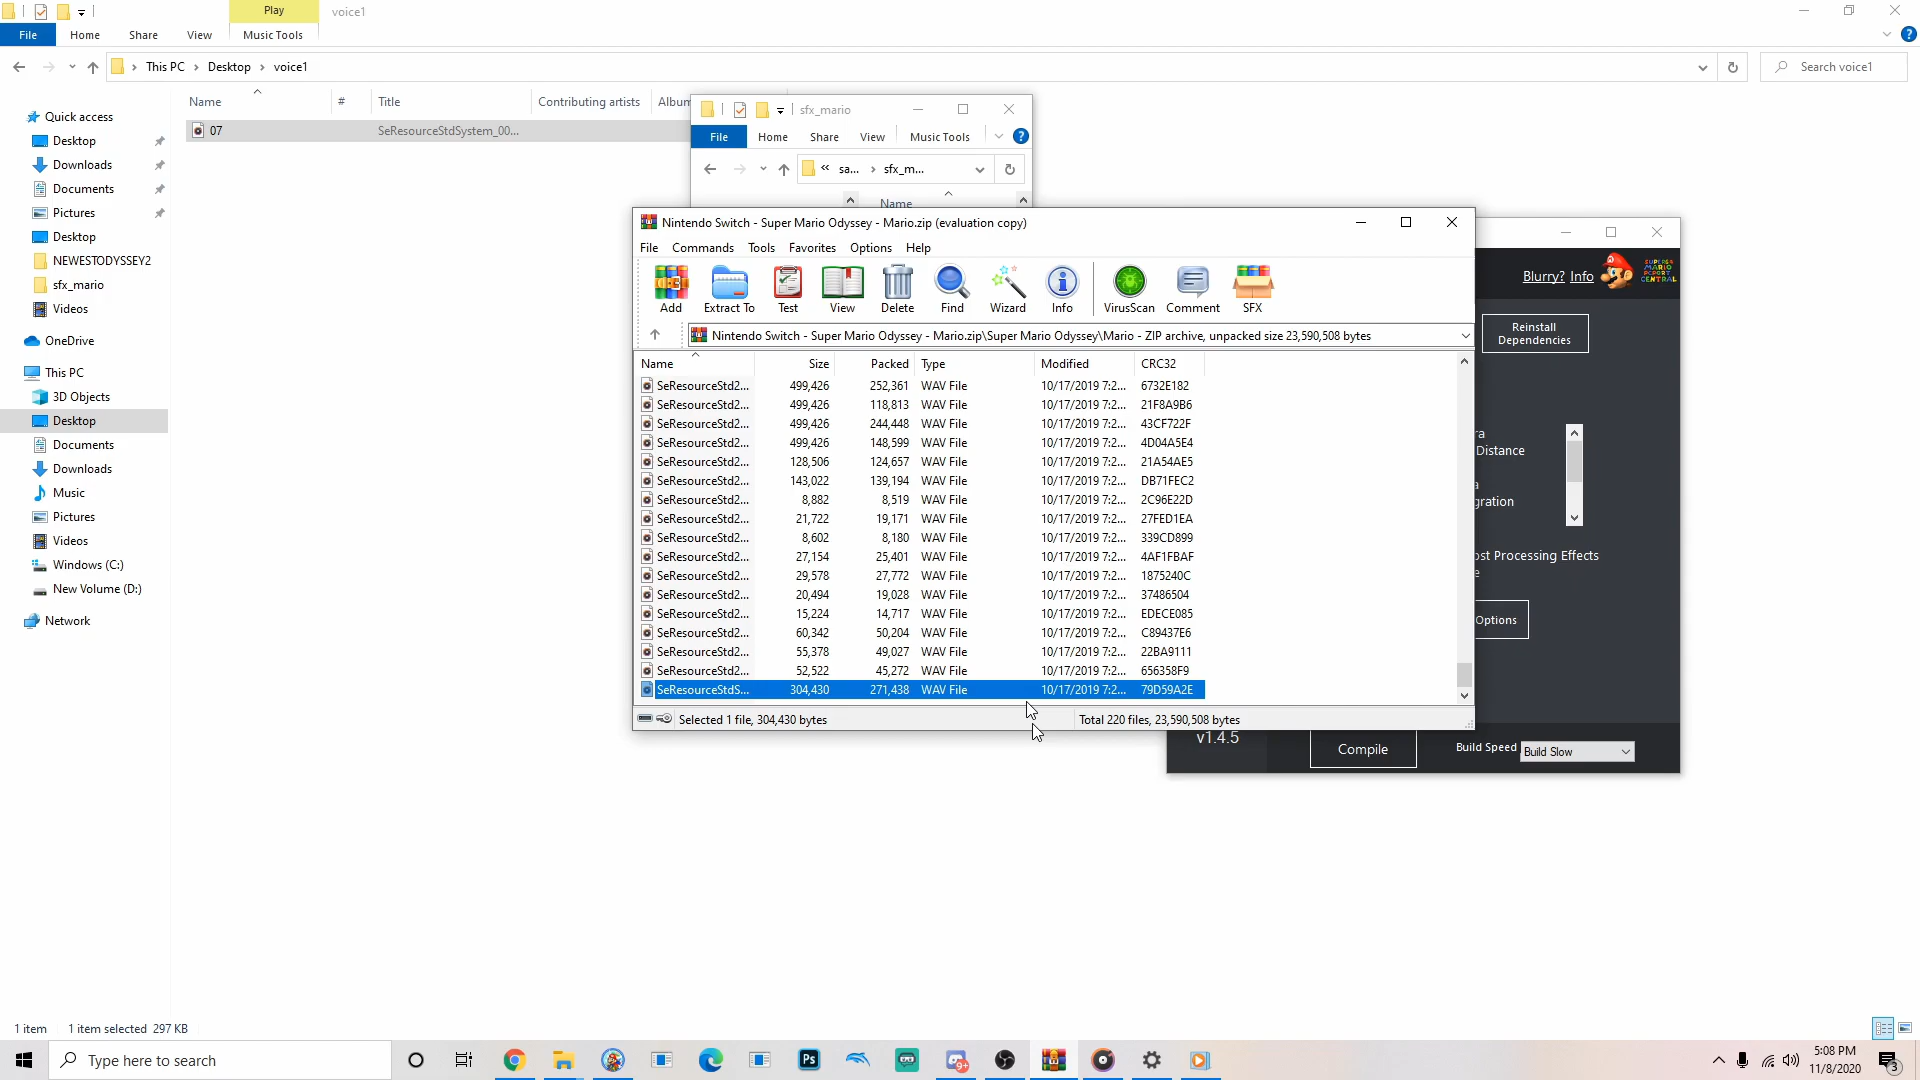 Play
voice1
File
Home
Share
View
Music Tools
This PC
Desktop
voice1
Search voice1
Name
#
Title
Contributing artists
Album
07
SeResourceStdSystem_00...
Quick access
Desktop
Downloads
Documents
Pictures
Desktop
NEWESTODYSSEY2
sfx_mario
Videos
OneDrive
This PC
3D Objects
Desktop
Documents
Downloads
Music
Pictures
Videos
Windows (C:)
New Volume (D:)
Network
1 item
1 item selected 297 KB
sfx_mario
File
Home
Share
View
Music Tools
« sa... › sfx_m...
Name
Nintendo Switch - Super Mario Odyssey - Mario.zip (evaluation copy)
File Commands Tools Favorites Options Help
Add Extract To Test View Delete Find Wizard Info VirusScan Comment SFX
Nintendo Switch - Super Mario Odyssey - Mario.zip\Super Mario Odyssey\Mario - ZIP archive, unpacked size 23,590,508 bytes
Name Size Packed Type Modified CRC32
SeResourceStd2... 499,426 252,361 WAV File 10/17/2019 7:2... 6732E182
SeResourceStd2... 499,426 118,813 WAV File 10/17/2019 7:2... 21F8A9B6
SeResourceStd2... 499,426 244,448 WAV File 10/17/2019 7:2... 43CF722F
SeResourceStd2... 499,426 148,599 WAV File 10/17/2019 7:2... 4D04A5E4
SeResourceStd2... 128,506 124,657 WAV File 10/17/2019 7:2... 21A54AE5
SeResourceStd2... 143,022 139,194 WAV File 10/17/2019 7:2... DB71FEC2
SeResourceStd2... 8,882 8,519 WAV File 10/17/2019 7:2... 2C96E22D
SeResourceStd2... 21,722 19,171 WAV File 10/17/2019 7:2... 27FED1EA
SeResourceStd2... 8,602 8,180 WAV File 10/17/2019 7:2... 339CD899
SeResourceStd2... 27,154 25,401 WAV File 10/17/2019 7:2... 4AF1FBAF
SeResourceStd2... 29,578 27,772 WAV File 10/17/2019 7:2... 1875240C
SeResourceStd2... 20,494 19,028 WAV File 10/17/2019 7:2... 37486504
SeResourceStd2... 15,224 14,717 WAV File 10/17/2019 7:2... EDECE085
SeResourceStd2... 60,342 50,204 WAV File 10/17/2019 7:2... C89437E6
SeResourceStd2... 55,378 49,027 WAV File 10/17/2019 7:2... 22BA9111
SeResourceStd2... 52,522 45,272 WAV File 10/17/2019 7:2... 656358F9
SeResourceStdS... 304,430 271,438 WAV File 10/17/2019 7:2... 79D59A2E
Selected 1 file, 304,430 bytes
Total 220 files, 23,590,508 bytes
Blurry? Info
SUPER MARIO
PCPORT
CENTRAL
Reinstall
Dependencies
ra
Distance
a
gration
ost Processing Effects
e
Options
v1.4.5
Compile
Build Speed
Build Slow
Type here to search
Ps
9+
5:08 PM
11/8/2020
3